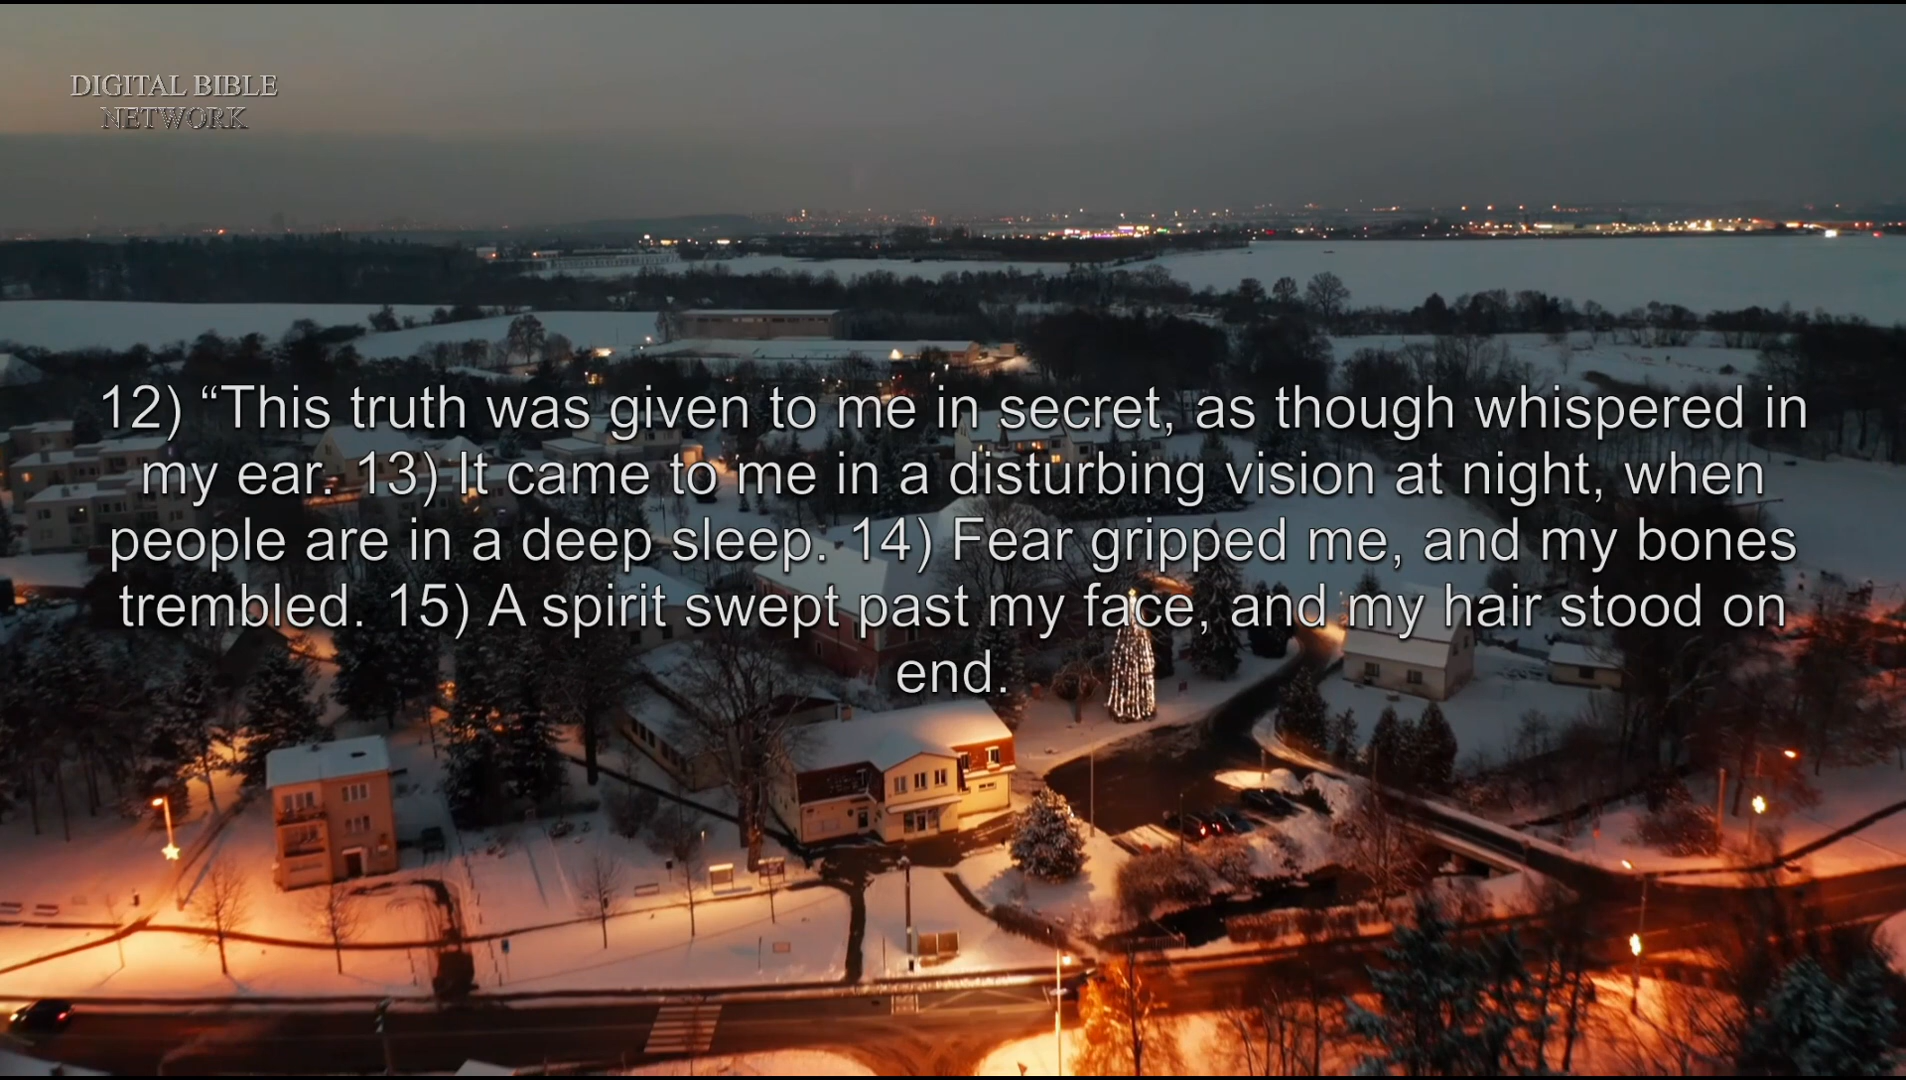 DIGITAL BIBLE
NETWORK
12) “This truth was given to me in secret, as though whispered in
my ear. 13) It came to me in a disturbing vision at night, when
people are in a deep sleep. 14) Fear gripped me, and my bones
trembled. 15) A spirit swept past my face, and my hair stood on
end.